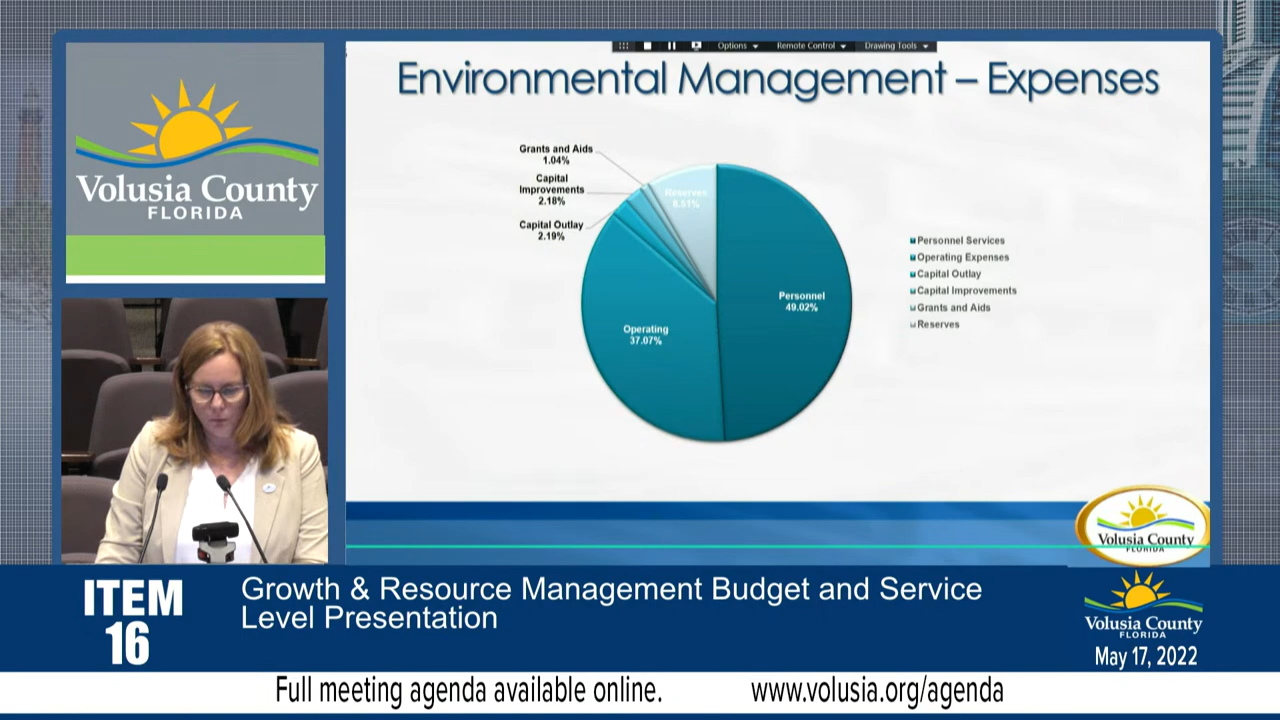 Options
Remote Control
Drawing Tools
Environmental Management – Expenses
Volusia County
FLORIDA
Grants and Aids
1.04%
Capital
Improvements
2.18%
Capital Outlay
2.19%
Reserves
8.51%
Personnel
49.02%
Operating
37.07%
Personnel Services
Operating Expenses
Capital Outlay
Capital Improvements
Grants and Aids
Reserves
Volusia County
FLORIDA
ITEM
16
Growth & Resource Management Budget and Service
Level Presentation
Volusia County
FLORIDA
May 17, 2022
Full meeting agenda available online.
www.volusia.org/agenda